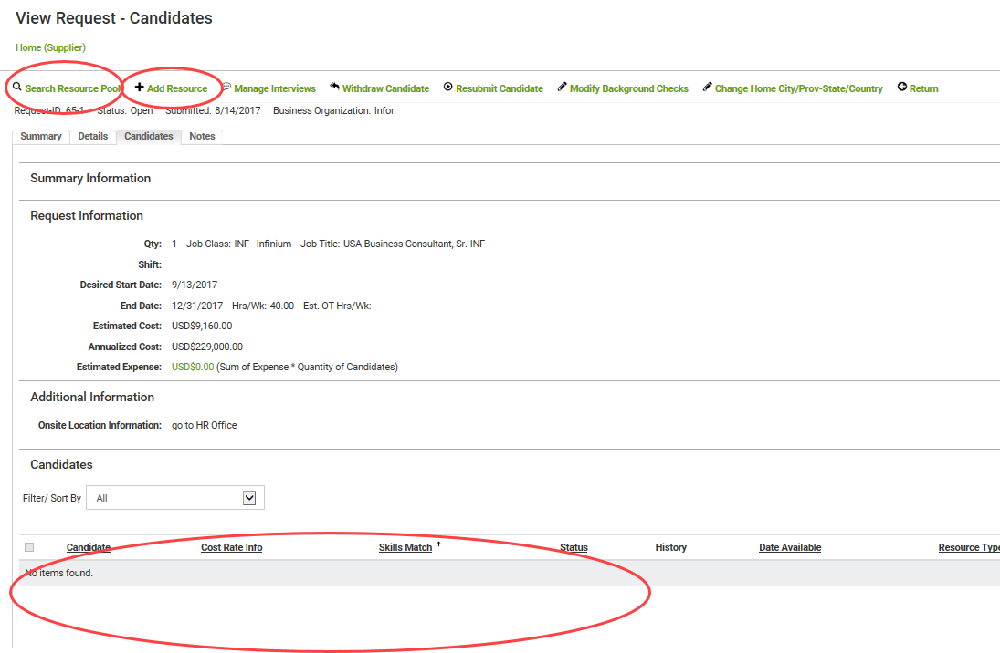 View Request - Candidates
Home (Supplier)
Search Resource Pool Add Resource Manage Interviews Withdraw Candidate Resubmit Candidate Modify Background Checks Change Home City/Prov-State/Country Return
Request-ID: 65-1 Status: Open Submitted: 8/14/2017 Business Organization: Infor
Summary Details Candidates Notes
Summary Information
Request Information
Qty: 1 Job Class: INF - Infinium Job Title: USA-Business Consultant, Sr.-INF
Shift:
Desired Start Date: 9/13/2017
End Date: 12/31/2017 Hrs/Wk: 40.00 Est. OT Hrs/Wk:
Estimated Cost: USD$9,160.00
Annualized Cost: USD$229,000.00
Estimated Expense: USD$0.00 (Sum of Expense * Quantity of Candidates)
Additional Information
Onsite Location Information: go to HR Office
Candidates
Filter/ Sort By All
Candidate Cost Rate Info Skills Match Status History Date Available Resource Type
No items found.